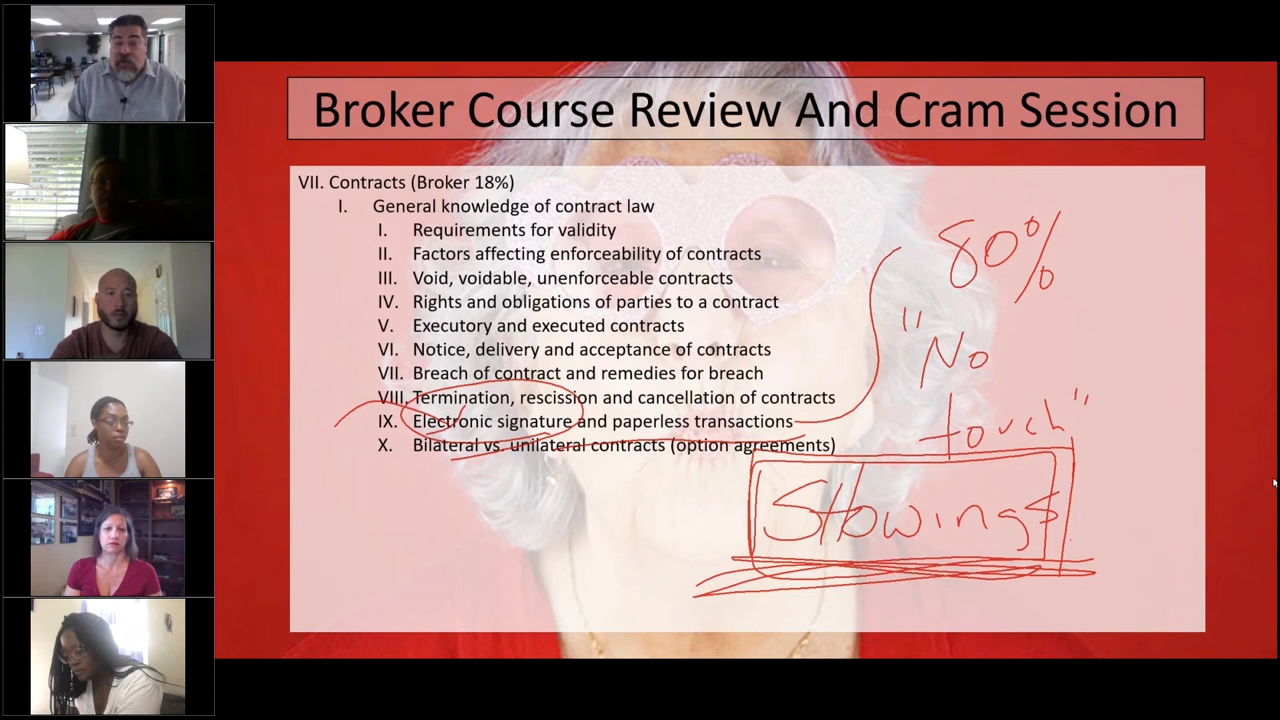 Broker Course Review And Cram Session
VII. Contracts (Broker 18%)
I. General knowledge of contract law
I. Requirements for validity
II. Factors affecting enforceability of contracts
III. Void, voidable, unenforceable contracts
IV. Rights and obligations of parties to a contract
V. Executory and executed contracts
VI. Notice, delivery and acceptance of contracts
VII. Breach of contract and remedies for breach
VIII. Termination, rescission and cancellation of contracts
IX. Electronic signature and paperless transactions
X. Bilateral vs. unilateral contracts (option agreements)
80%
"No
touch"
Showings